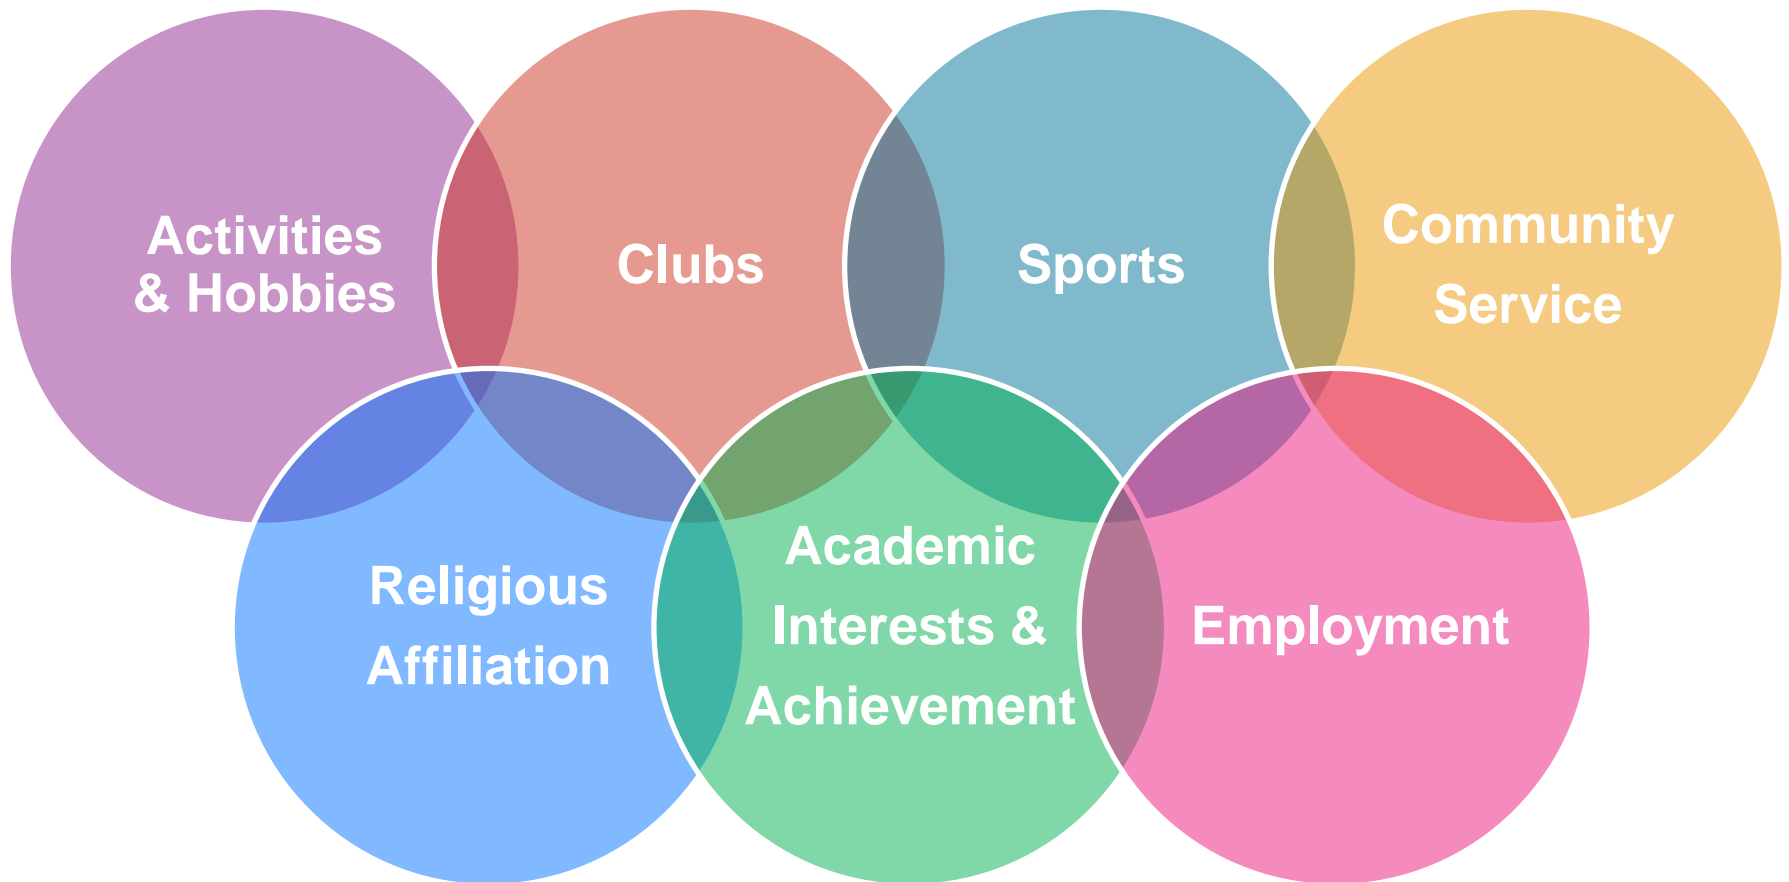 Activities
& Hobbies
Clubs
Sports
Community
Service
Religious
Affiliation
Academic
Interests &
Achievement
Employment